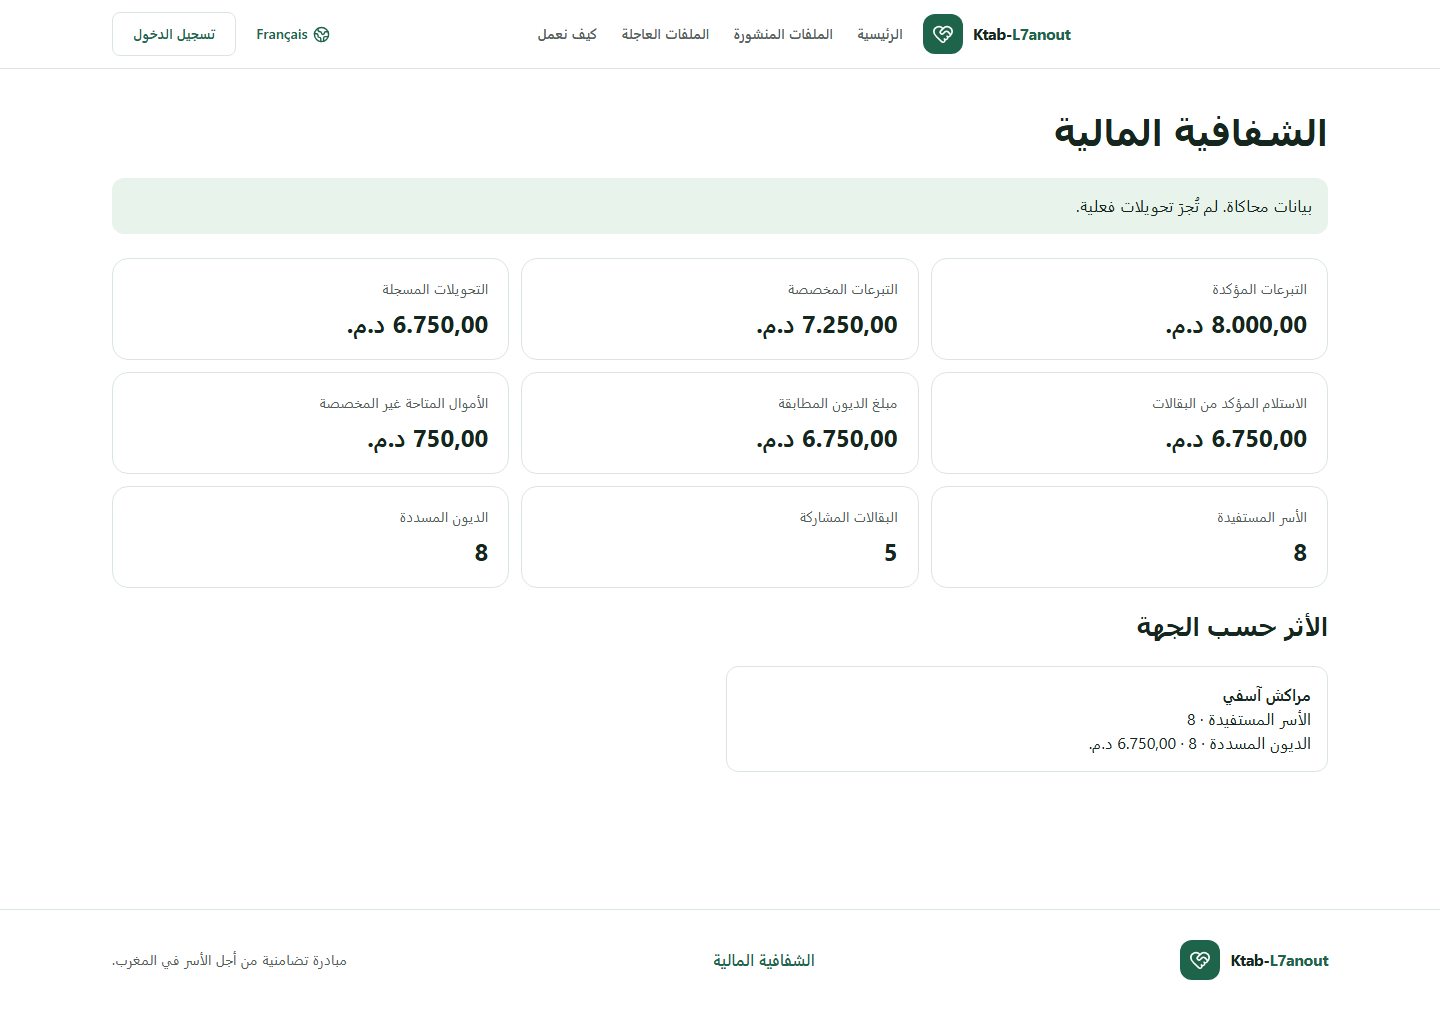 Ktab-L7anout
الرئيسية
الملفات المنشورة
الملفات العاجلة
كيف نعمل
Français
تسجيل الدخول
الشفافية المالية
بيانات محاكاة. لم تُجرَ تحويلات فعلية.
التبرعات المؤكدة
8.000,00 د.م.
التبرعات المخصصة
7.250,00 د.م.
التحويلات المسجلة
6.750,00 د.م.
الاستلام المؤكد من البقالات
6.750,00 د.م.
مبلغ الديون المطابقة
6.750,00 د.م.
الأموال المتاحة غير المخصصة
750,00 د.م.
الأسر المستفيدة
8
البقالات المشاركة
5
الديون المسددة
8
الأثر حسب الجهة
مراكش آسفي
الأسر المستفيدة · 8
الديون المسددة · 8 · 6.750,00 د.م.
Ktab-L7anout
الشفافية المالية
مبادرة تضامنية من أجل الأسر في المغرب.